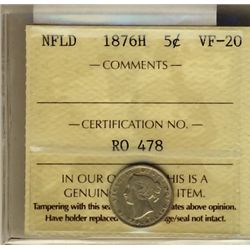 NFLD 1876H 5¢ VF-20
— COMMENTS —
— CERTIFICATION NO. —
RO 478
IN OUR O HIS IS A
GENUIN ITEM.
Tampering with this sea ates above opinion.
Have holder replaced ge/seal not intact.